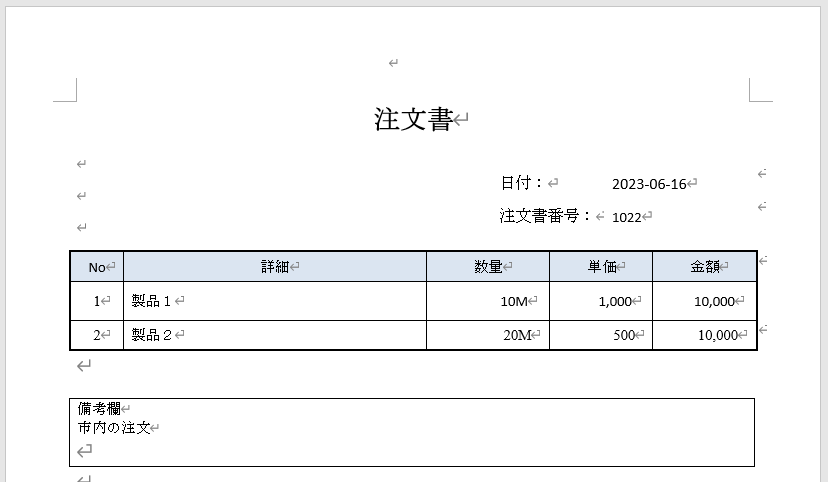 注文書
日付： 2023-06-16
注文書番号： 1022
No 詳細 数量 単価 金額
1 製品１ 10M 1,000 10,000
2 製品２ 20M 500 10,000
備考欄
市内の注文